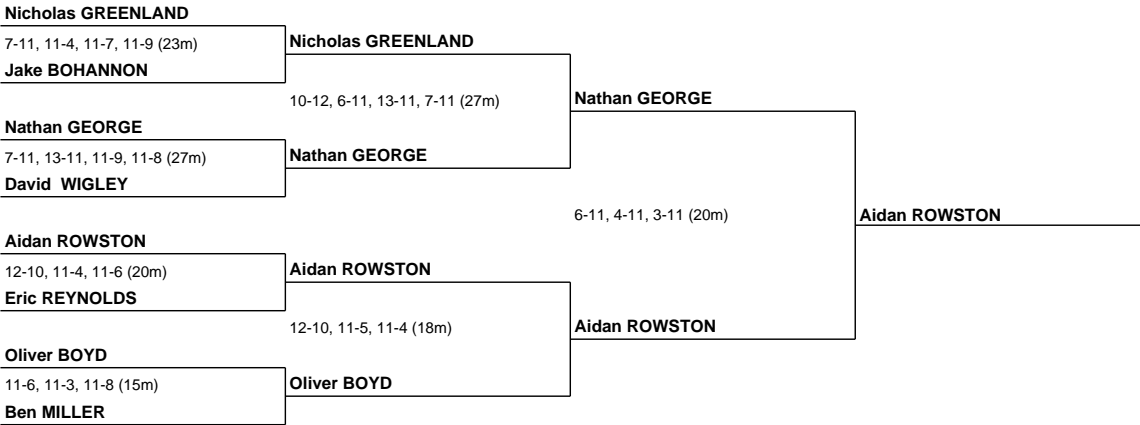 Nicholas GREENLAND
7-11, 11-4, 11-7, 11-9 (23m)
Jake BOHANNON
Nicholas GREENLAND
10-12, 6-11, 13-11, 7-11 (27m)
Nathan GEORGE
Nathan GEORGE
7-11, 13-11, 11-9, 11-8 (27m)
David WIGLEY
Nathan GEORGE
6-11, 4-11, 3-11 (20m)
Aidan ROWSTON
Aidan ROWSTON
12-10, 11-4, 11-6 (20m)
Eric REYNOLDS
Aidan ROWSTON
12-10, 11-5, 11-4 (18m)
Aidan ROWSTON
Oliver BOYD
11-6, 11-3, 11-8 (15m)
Ben MILLER
Oliver BOYD